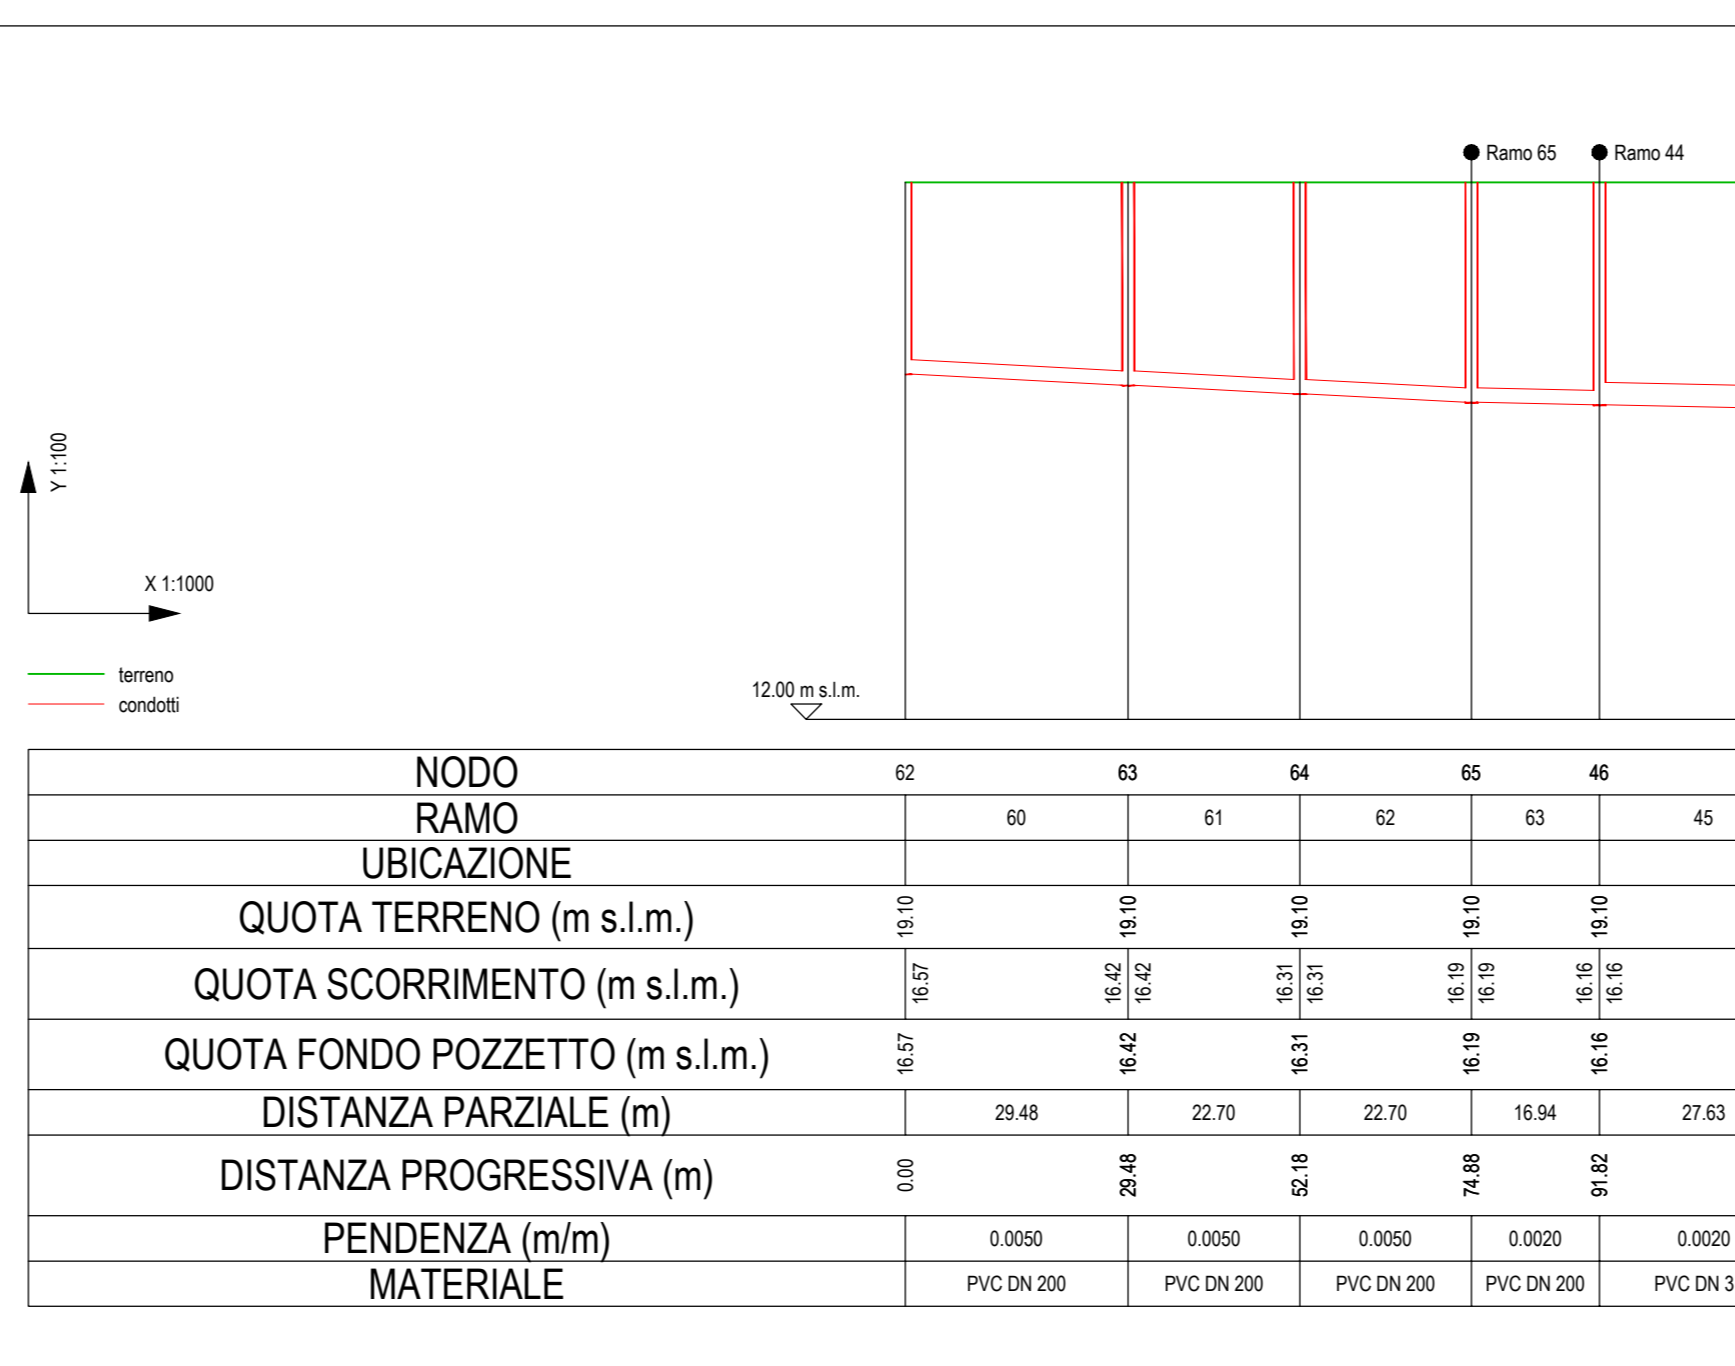 Ramo 65 Ramo 44
Y 1:100
X 1:1000
terreno
condotti
12.00 m s.l.m.
NODO 62 63 64 65 46
RAMO 60 61 62 63 45
UBICAZIONE
QUOTA TERRENO (m s.l.m.) 19.10 19.10 19.10 19.10 19.10
QUOTA SCORRIMENTO (m s.l.m.) 16.57 16.42 16.42 16.31 16.31 16.19 16.19 16.16 16.16
QUOTA FONDO POZZETTO (m s.l.m.) 16.57 16.42 16.31 16.19 16.16
DISTANZA PARZIALE (m) 29.48 22.70 22.70 16.94 27.63
DISTANZA PROGRESSIVA (m) 0.00 29.48 52.18 74.88 91.82
PENDENZA (m/m) 0.0050 0.0050 0.0050 0.0020 0.0020
MATERIALE PVC DN 200 PVC DN 200 PVC DN 200 PVC DN 200 PVC DN 3